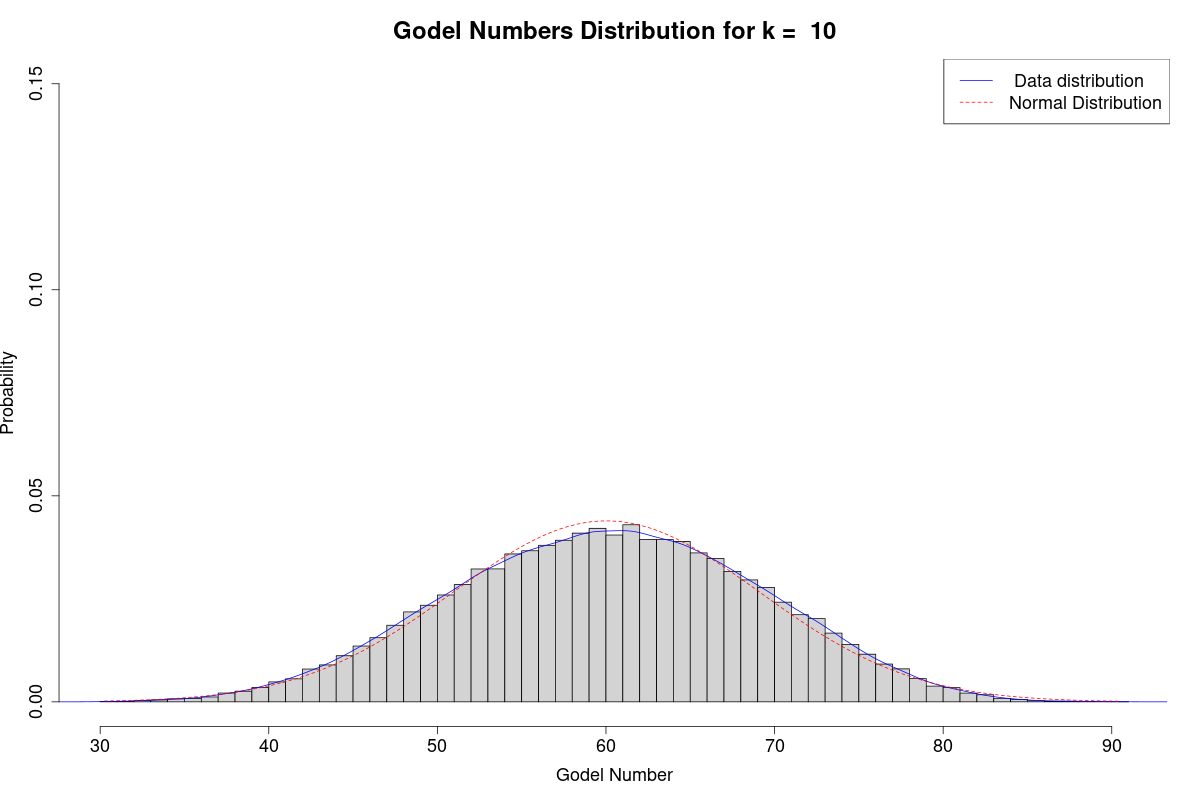 Godel Numbers Distribution for k =  10
Data distribution
Normal Distribution
0.15
0.10
0.05
0.00
Probability
30 40 50 60 70 80 90
Godel Number